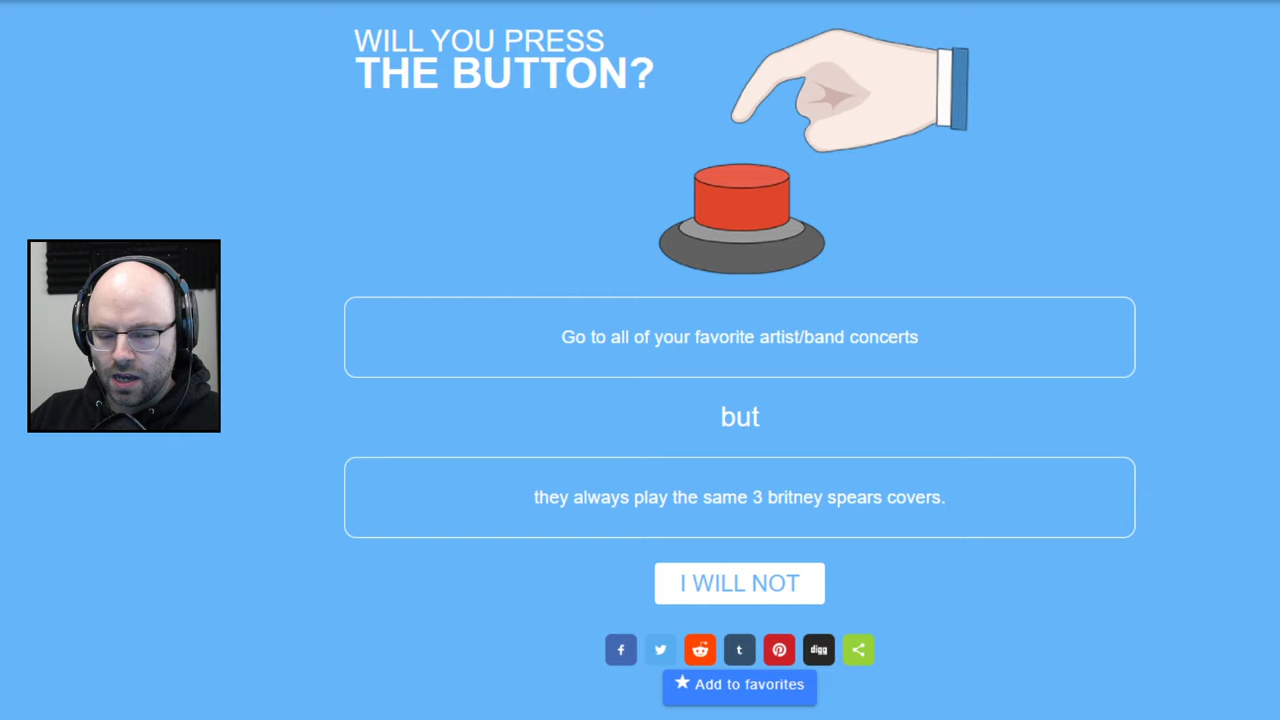 WILL YOU PRESS
THE BUTTON?
Go to all of your favorite artist/band concerts
but
they always play the same 3 britney spears covers.
I WILL NOT
f
t
digg
Add to favorites